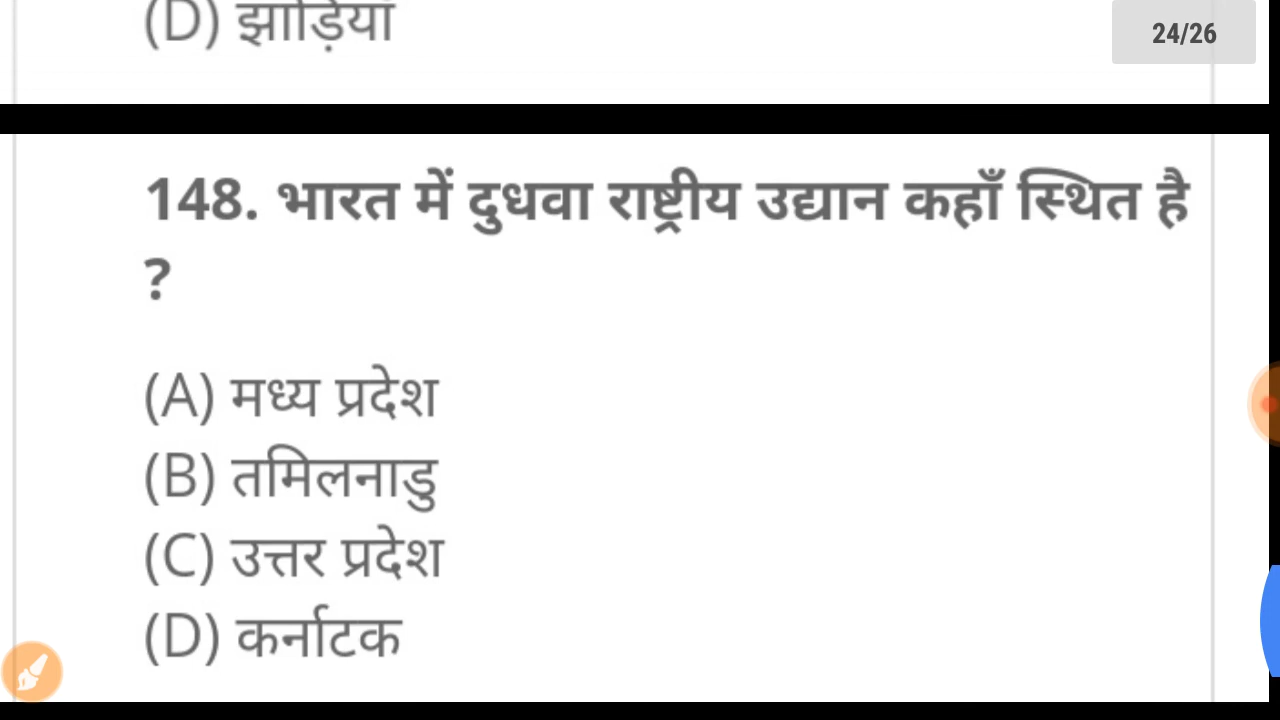 (D) झाड़ियाँ
24/26
148. भारत में दुधवा राष्ट्रीय उद्यान कहाँ स्थित है
?
(A) मध्य प्रदेश
(B) तमिलनाडु
(C) उत्तर प्रदेश
(D) कर्नाटक